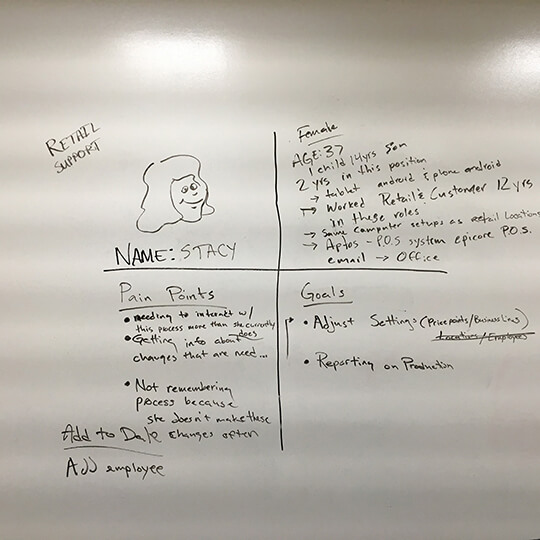 RETAIL
SUPPORT
NAME: STACY
Female
AGE: 37
1 child 14yrs Son
2 yrs in this position
→ tablet android & phone android
→ Worked Retail & Customer 12 yrs
in these roles
→ Same computer setups as retail locations
→ Aptos - P.O.S system epicore P.O.S.
email → Office
Pain Points
• needing to internet w/
this process more than she currently
does
• Getting info about
changes that are need...
• Not remembering
process because
she doesn't make these
changes often
Add to Dale
Add employee
Goals
• Adjust Settings (Price points/Business Lines)
Locations/Employees
• Reporting on Production